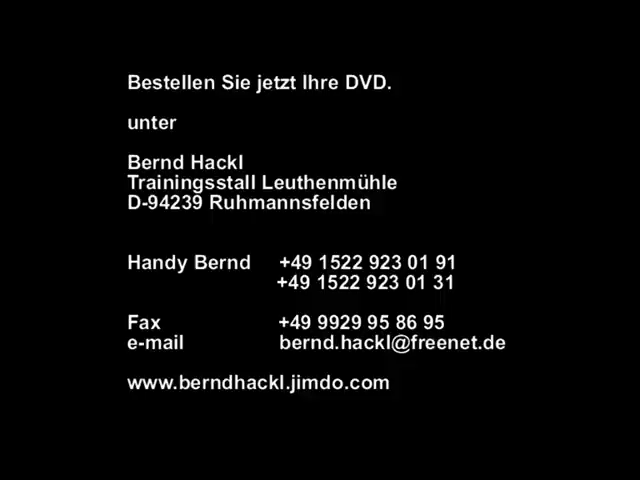 Bestellen Sie jetzt Ihre DVD.
unter
Bernd Hackl
Trainingsstall Leuthenmühle
D-94239 Ruhmannsfelden
Handy Bernd +49 1522 923 01 91
+49 1522 923 01 31
Fax +49 9929 95 86 95
e-mail bernd.hackl@freenet.de
www.berndhackl.jimdo.com